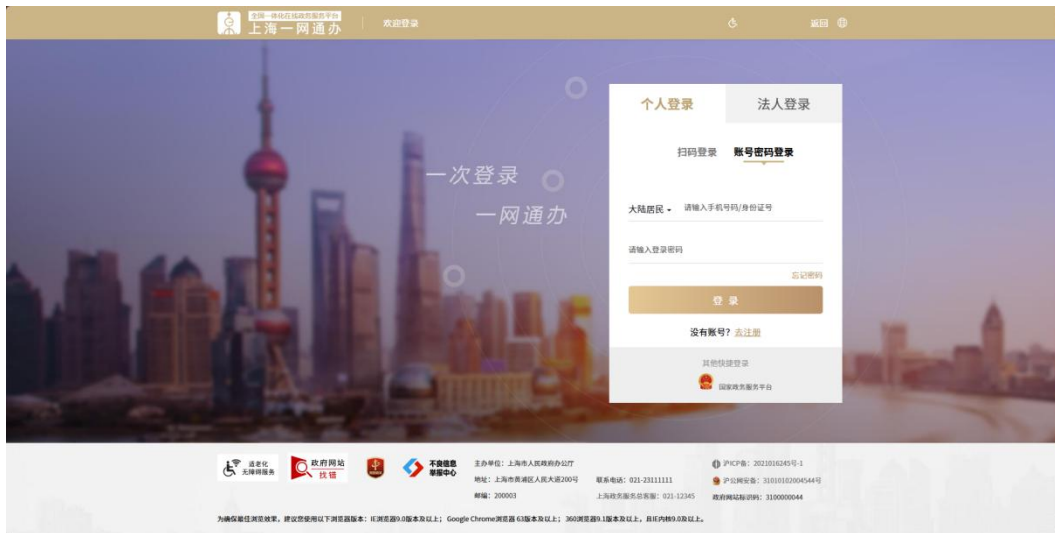 全国一体化在线政务服务平台
上海一网通办
欢迎登录
返回
一次登录
一网通办
个人登录 法人登录
扫码登录 账号密码登录
大陆居民 请输入手机号码/身份证号
请输入登录密码
忘记密码
登 录
没有账号? 去注册
其他快捷登录
国家政务服务平台
适老化
无障碍服务
政府网站
找错
不良信息
举报中心
主办单位：上海市人民政府办公厅
地址：上海市黄浦区人民大道200号 联系电话：021-23111111
邮编：200003 上海政务服务总客服：021-12345
沪ICP备：2021016245号-1
沪公网安备：31010102004544号
政府网站标识码：3100000044
为确保最佳浏览效果，建议您使用以下浏览器版本：IE浏览器9.0版本及以上；Google Chrome浏览器 63版本及以上；360浏览器9.1版本及以上，且IE内核9.0及以上。